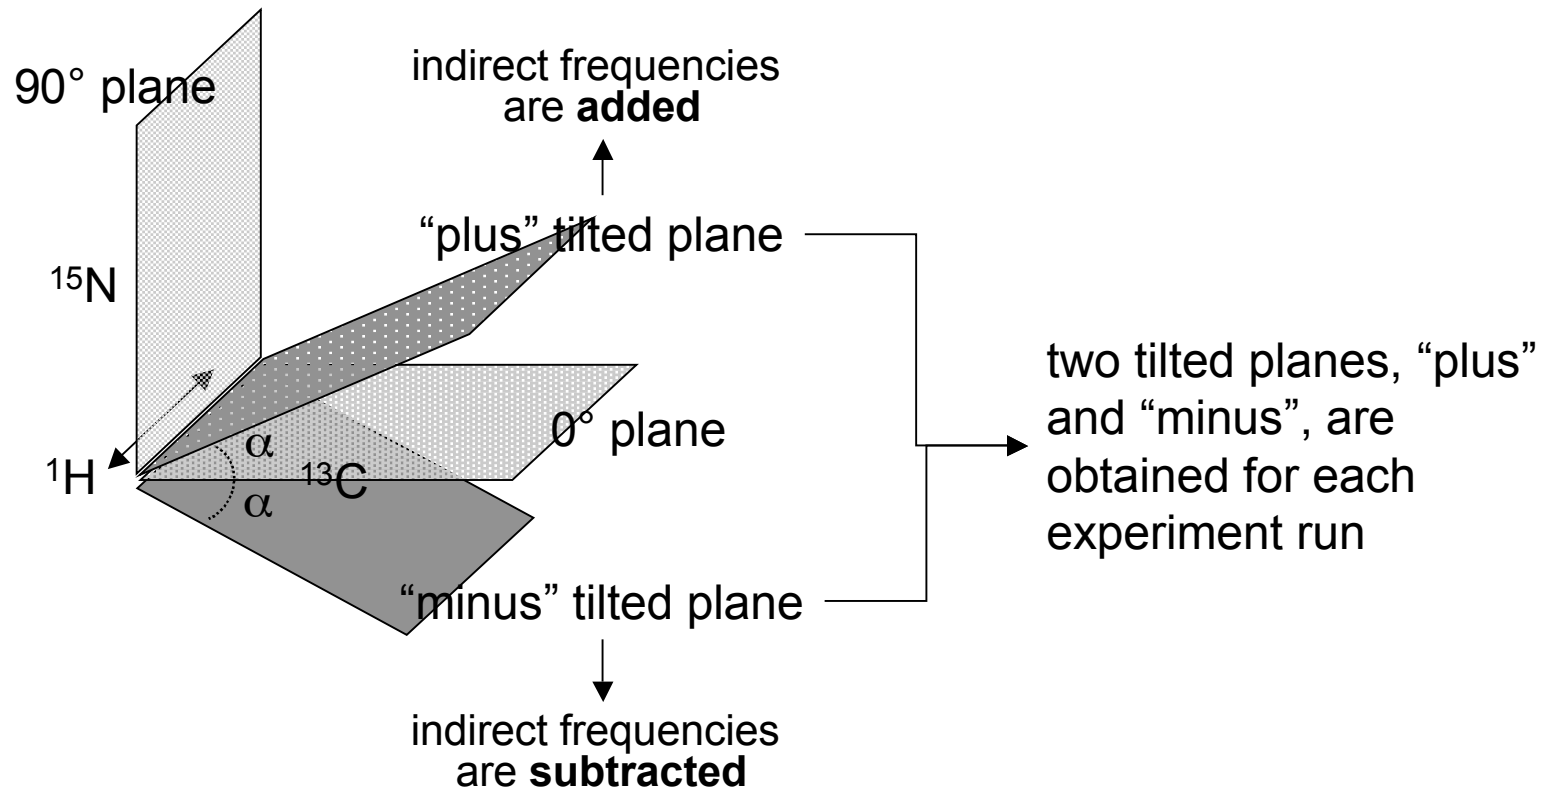 90° plane
indirect frequencies
are added
“plus” tilted plane
¹⁵N
two tilted planes, “plus”
and “minus”, are
obtained for each
experiment run
0° plane
α
¹H
¹³C
α
“minus” tilted plane
indirect frequencies
are subtracted